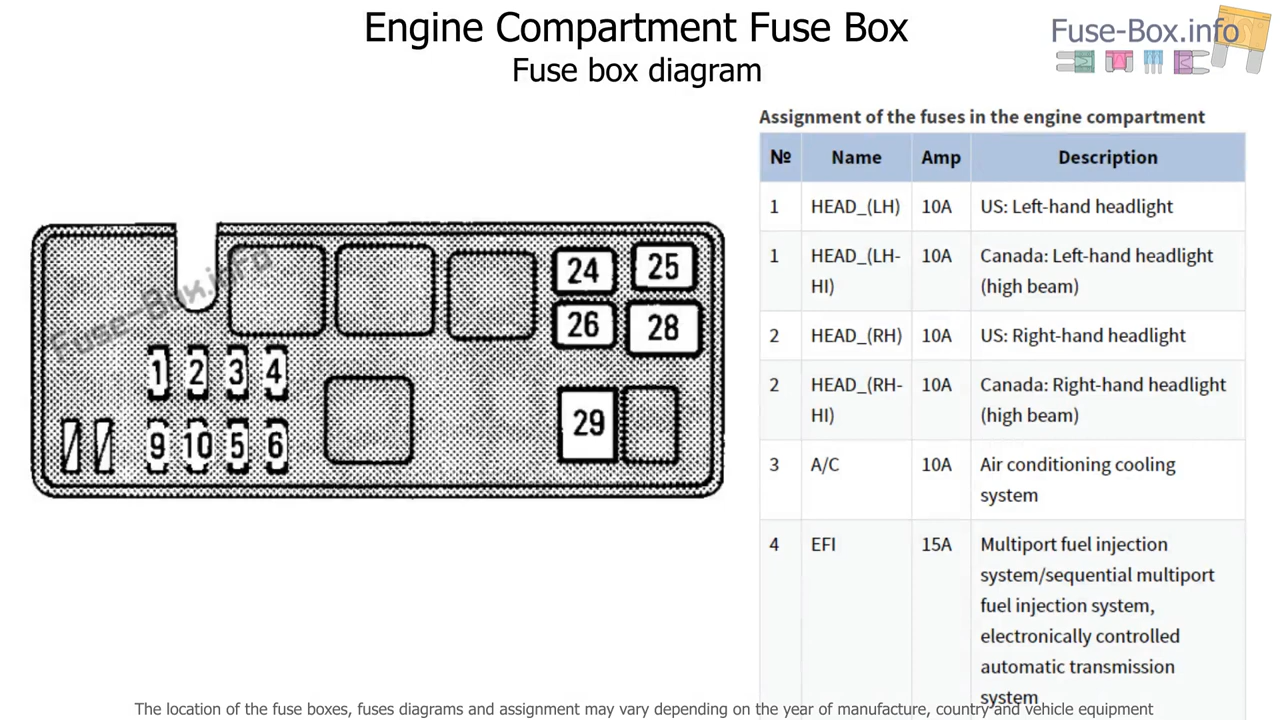 Engine Compartment Fuse Box
Fuse box diagram
Fuse-Box.info
Fuse-Box.info
24 25
26 28
1 2 3 4
29
9 10 5 6
Assignment of the fuses in the engine compartment
№ Name Amp Description
1 HEAD_(LH) 10A US: Left-hand headlight
1 HEAD_(LH- 10A Canada: Left-hand headlight
HI) (high beam)
2 HEAD_(RH) 10A US: Right-hand headlight
2 HEAD_(RH- 10A Canada: Right-hand headlight
HI) (high beam)
3 A/C 10A Air conditioning cooling
system
4 EFI 15A Multiport fuel injection
system/sequential multiport
fuel injection system,
electronically controlled
automatic transmission
system
The location of the fuse boxes, fuses diagrams and assignment may vary depending on the year of manufacture, country and vehicle equipment